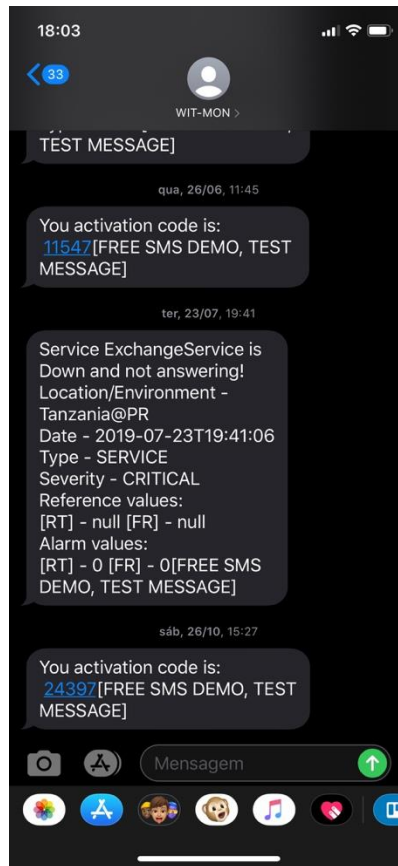 18:03
33
WIT-MON >
TEST MESSAGE]
qua, 26/06, 11:45
You activation code is:
11547[FREE SMS DEMO, TEST
MESSAGE]
ter, 23/07, 19:41
Service ExchangeService is
Down and not answering!
Location/Environment -
Tanzania@PR
Date - 2019-07-23T19:41:06
Type - SERVICE
Severity - CRITICAL
Reference values:
[RT] - null [FR] - null
Alarm values:
[RT] - 0 [FR] - 0[FREE SMS
DEMO, TEST MESSAGE]
sáb, 26/10, 15:27
You activation code is:
24397[FREE SMS DEMO, TEST
MESSAGE]
Mensagem